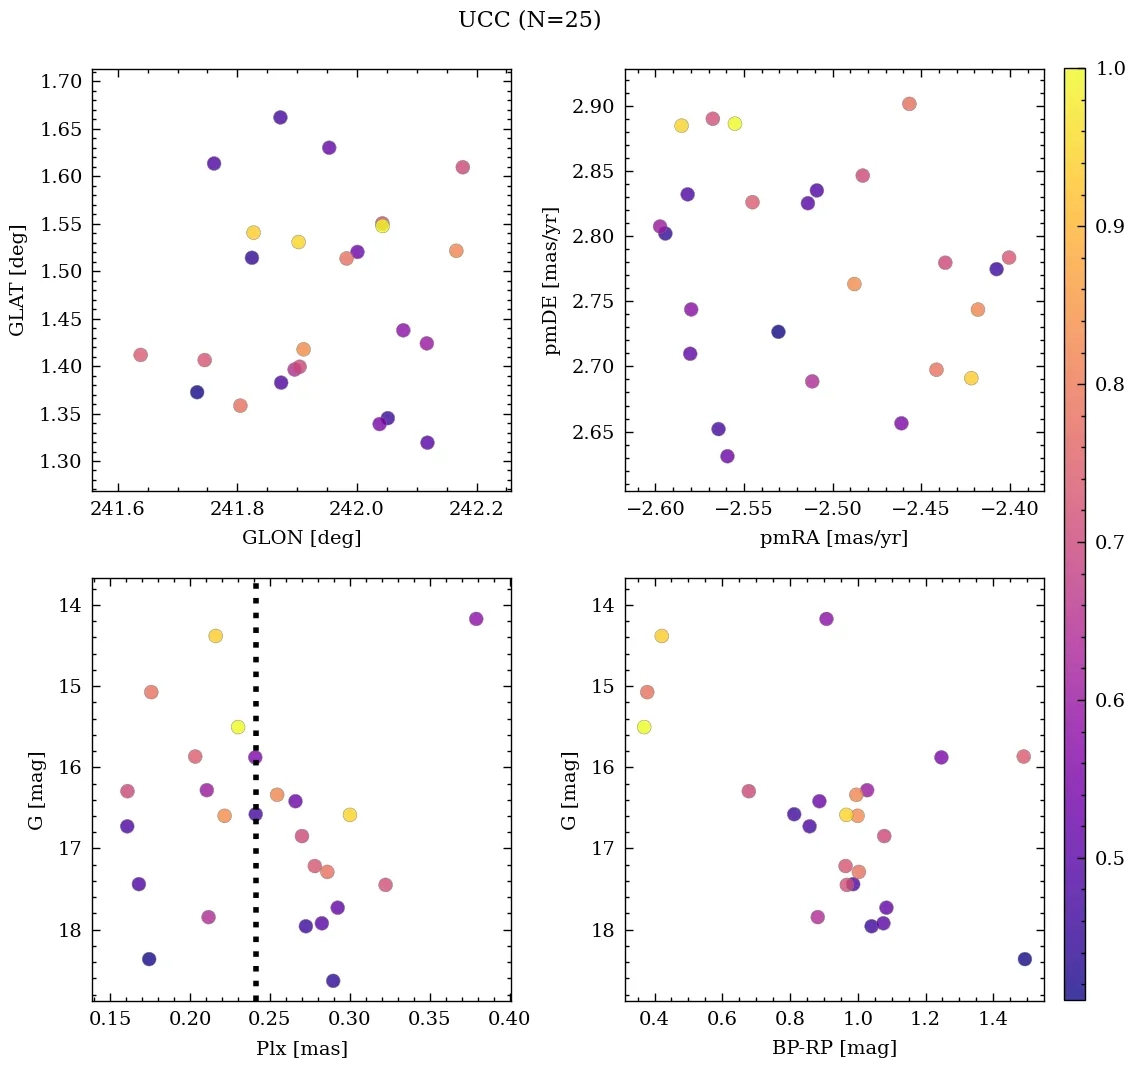 UCC (N=25)
1.70
1.65
1.60
1.55
1.50
1.45
1.40
1.35
1.30
GLAT [deg]
241.6 241.8 242.0 242.2
GLON [deg]
2.90
2.85
2.80
2.75
2.70
2.65
pmDE [mas/yr]
−2.60 −2.55 −2.50 −2.45 −2.40
pmRA [mas/yr]
14
15
16
17
18
G [mag]
0.15 0.20 0.25 0.30 0.35 0.40
Plx [mas]
14
15
16
17
18
G [mag]
0.4 0.6 0.8 1.0 1.2 1.4
BP-RP [mag]
1.0
0.9
0.8
0.7
0.6
0.5